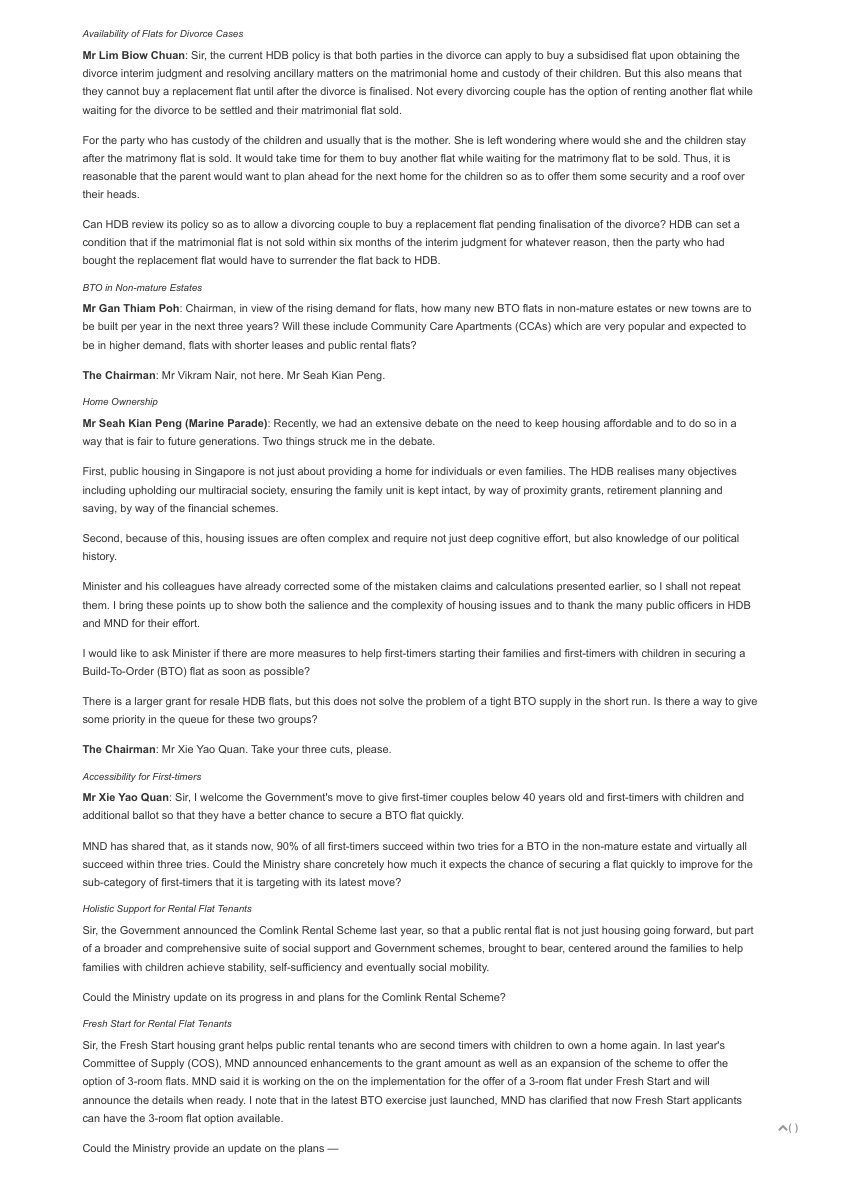 Availability of Flats for Divorce Cases
Mr Lim Biow Chuan: Sir, the current HDB policy is that both parties in the divorce can apply to buy a subsidised flat upon obtaining the
divorce interim judgment and resolving ancillary matters on the matrimonial home and custody of their children. But this also means that
they cannot buy a replacement flat until after the divorce is finalised. Not every divorcing couple has the option of renting another flat while
waiting for the divorce to be settled and their matrimonial flat sold.
For the party who has custody of the children and usually that is the mother. She is left wondering where would she and the children stay
after the matrimony flat is sold. It would take time for them to buy another flat while waiting for the matrimony flat to be sold. Thus, it is
reasonable that the parent would want to plan ahead for the next home for the children so as to offer them some security and a roof over
their heads.
Can HDB review its policy so as to allow a divorcing couple to buy a replacement flat pending finalisation of the divorce? HDB can set a
condition that if the matrimonial flat is not sold within six months of the interim judgment for whatever reason, then the party who had
bought the replacement flat would have to surrender the flat back to HDB.
BTO in Non-mature Estates
Mr Gan Thiam Poh: Chairman, in view of the rising demand for flats, how many new BTO flats in non-mature estates or new towns are to
be built per year in the next three years? Will these include Community Care Apartments (CCAs) which are very popular and expected to
be in higher demand, flats with shorter leases and public rental flats?
The Chairman: Mr Vikram Nair, not here. Mr Seah Kian Peng.
Home Ownership
Mr Seah Kian Peng (Marine Parade): Recently, we had an extensive debate on the need to keep housing affordable and to do so in a
way that is fair to future generations. Two things struck me in the debate.
First, public housing in Singapore is not just about providing a home for individuals or even families. The HDB realises many objectives
including upholding our multiracial society, ensuring the family unit is kept intact, by way of proximity grants, retirement planning and
saving, by way of the financial schemes.
Second, because of this, housing issues are often complex and require not just deep cognitive effort, but also knowledge of our political
history.
Minister and his colleagues have already corrected some of the mistaken claims and calculations presented earlier, so I shall not repeat
them. I bring these points up to show both the salience and the complexity of housing issues and to thank the many public officers in HDB
and MND for their effort.
I would like to ask Minister if there are more measures to help first-timers starting their families and first-timers with children in securing a
Build-To-Order (BTO) flat as soon as possible?
There is a larger grant for resale HDB flats, but this does not solve the problem of a tight BTO supply in the short run. Is there a way to give
some priority in the queue for these two groups?
The Chairman: Mr Xie Yao Quan. Take your three cuts, please.
Accessibility for First-timers
Mr Xie Yao Quan: Sir, I welcome the Government's move to give first-timer couples below 40 years old and first-timers with children and
additional ballot so that they have a better chance to secure a BTO flat quickly.
MND has shared that, as it stands now, 90% of all first-timers succeed within two tries for a BTO in the non-mature estate and virtually all
succeed within three tries. Could the Ministry share concretely how much it expects the chance of securing a flat quickly to improve for the
sub-category of first-timers that it is targeting with its latest move?
Holistic Support for Rental Flat Tenants
Sir, the Government announced the Comlink Rental Scheme last year, so that a public rental flat is not just housing going forward, but part
of a broader and comprehensive suite of social support and Government schemes, brought to bear, centered around the families to help
families with children achieve stability, self-sufficiency and eventually social mobility.
Could the Ministry update on its progress in and plans for the Comlink Rental Scheme?
Fresh Start for Rental Flat Tenants
Sir, the Fresh Start housing grant helps public rental tenants who are second timers with children to own a home again. In last year's
Committee of Supply (COS), MND announced enhancements to the grant amount as well as an expansion of the scheme to offer the
option of 3-room flats. MND said it is working on the on the implementation for the offer of a 3-room flat under Fresh Start and will
announce the details when ready. I note that in the latest BTO exercise just launched, MND has clarified that now Fresh Start applicants
can have the 3-room flat option available.
( )
Could the Ministry provide an update on the plans —